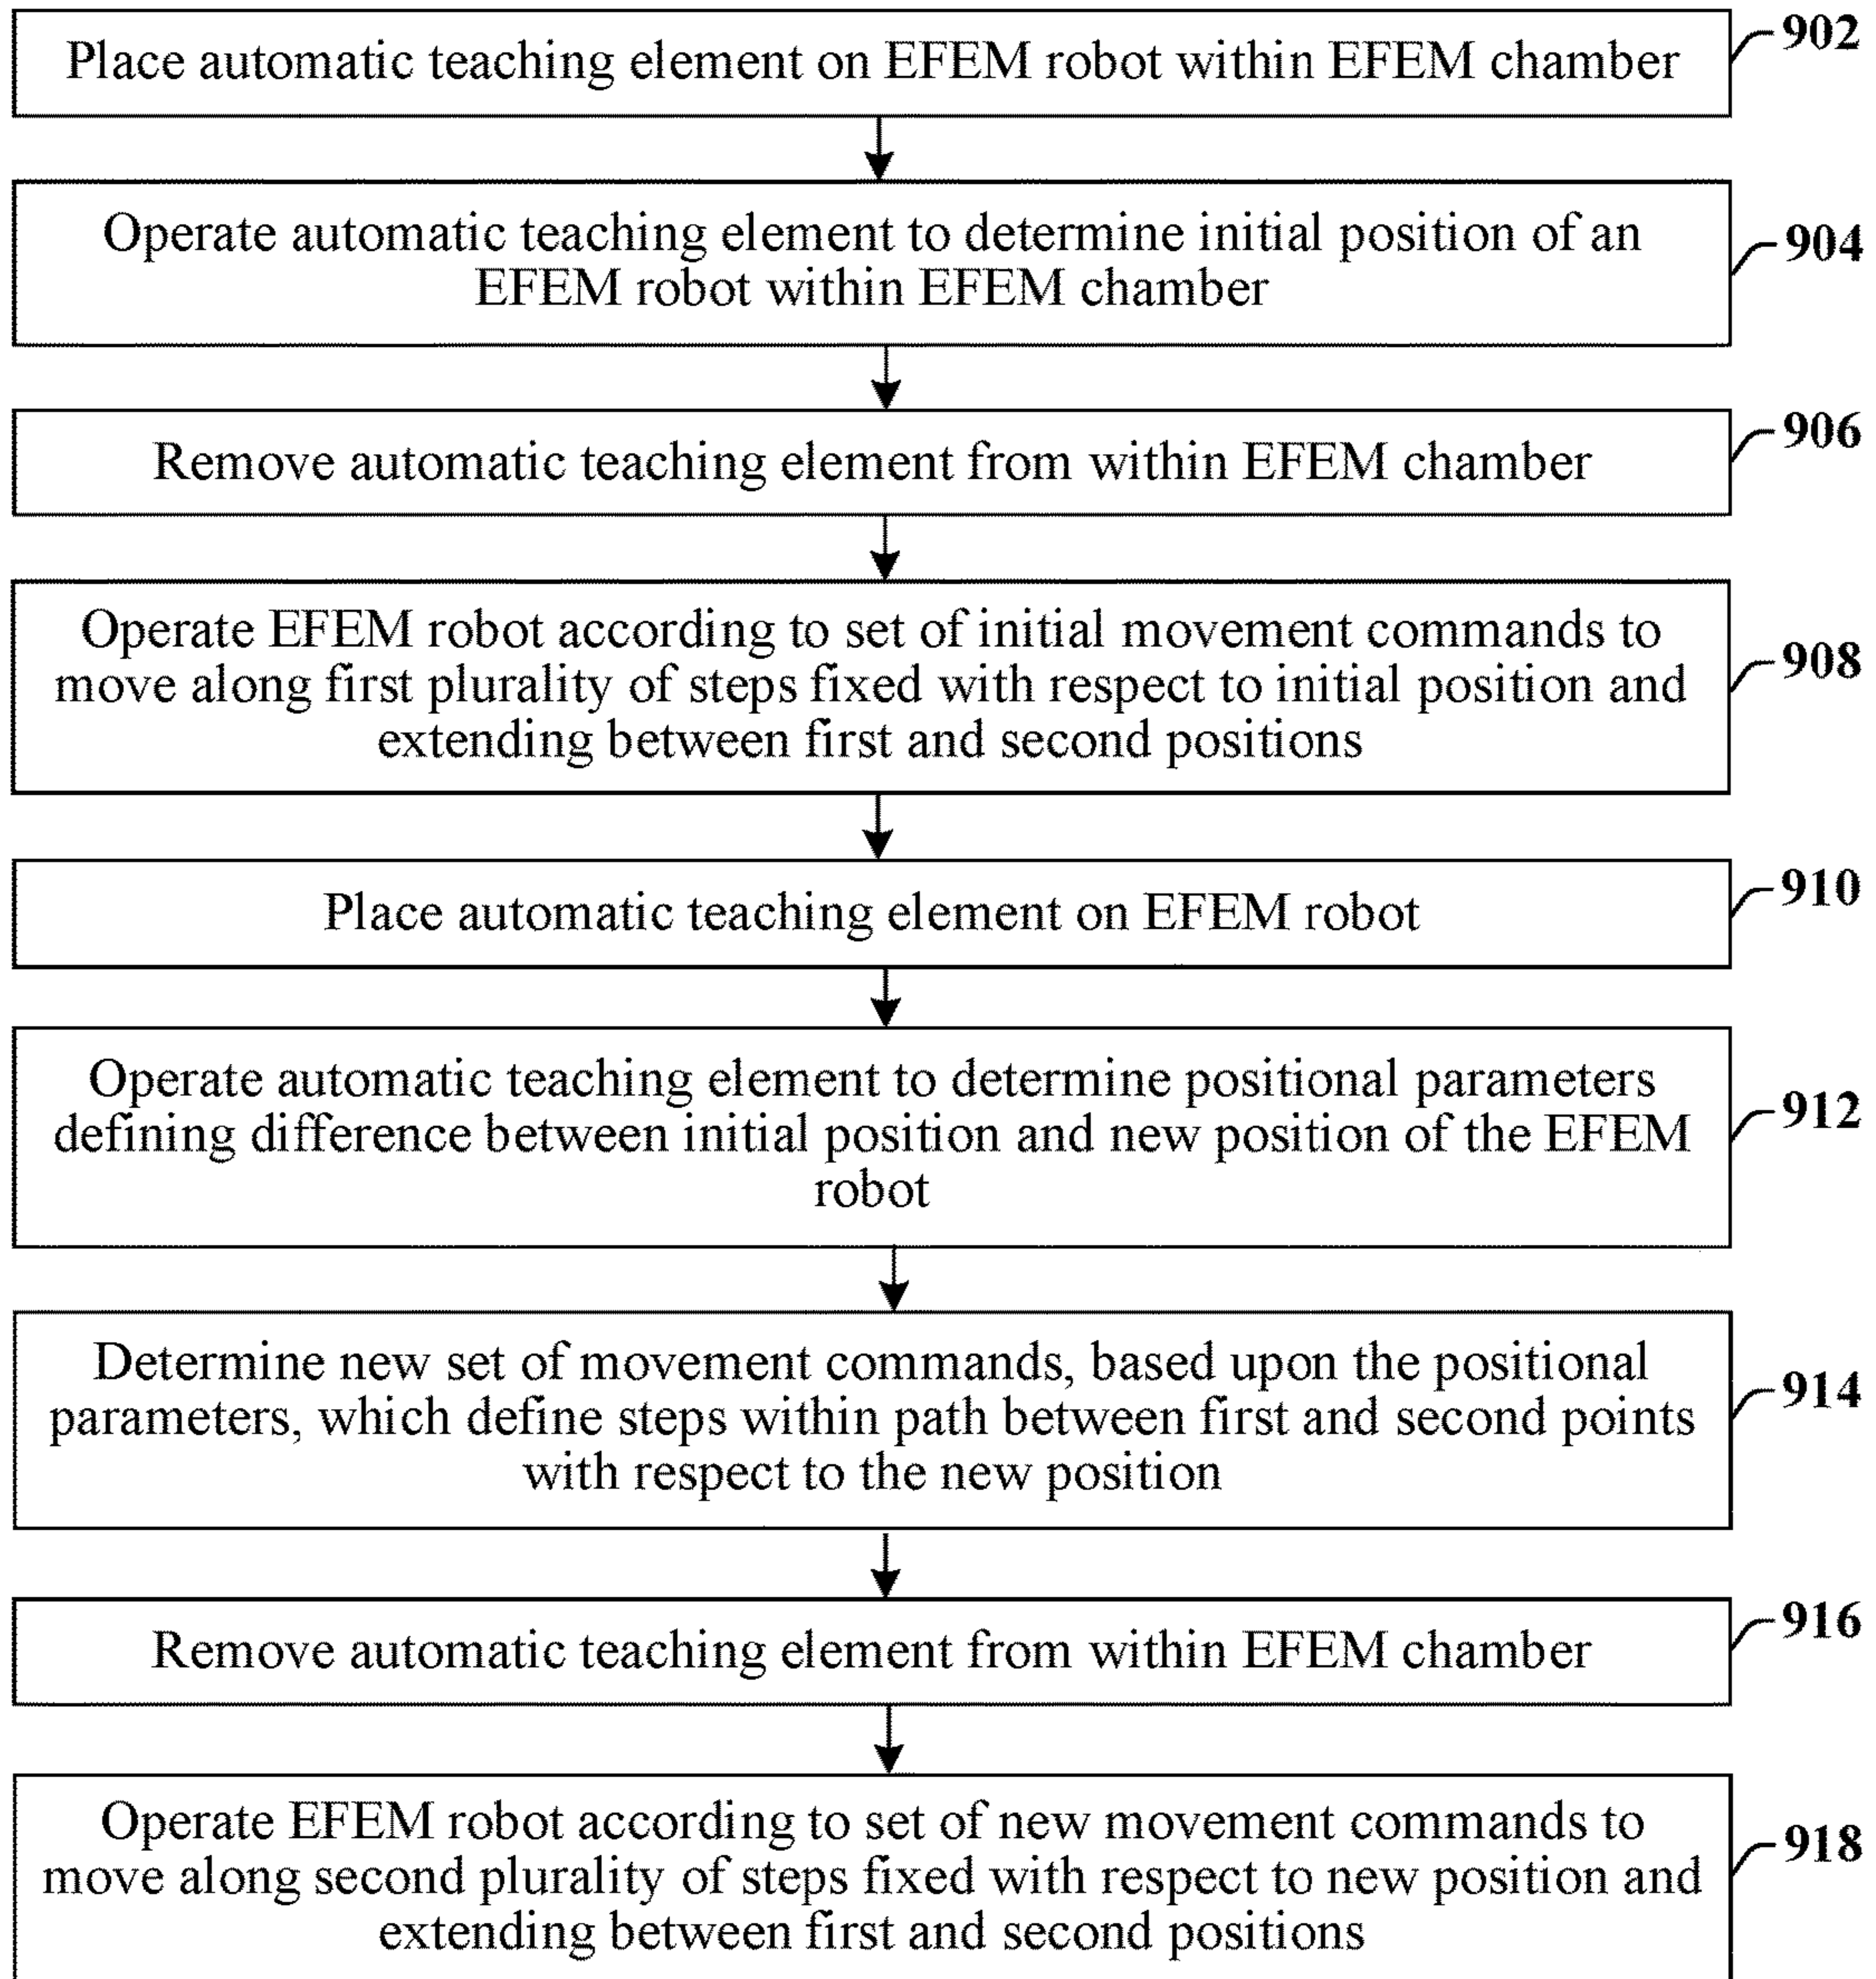 Place automatic teaching element on EFEM robot within EFEM chamber
902
Operate automatic teaching element to determine initial position of an
EFEM robot within EFEM chamber
904
Remove automatic teaching element from within EFEM chamber
906
Operate EFEM robot according to set of initial movement commands to
move along first plurality of steps fixed with respect to initial position and
extending between first and second positions
908
Place automatic teaching element on EFEM robot
910
Operate automatic teaching element to determine positional parameters
defining difference between initial position and new position of the EFEM
robot
912
Determine new set of movement commands, based upon the positional
parameters, which define steps within path between first and second points
with respect to the new position
914
Remove automatic teaching element from within EFEM chamber
916
Operate EFEM robot according to set of new movement commands to
move along second plurality of steps fixed with respect to new position and
extending between first and second positions
918